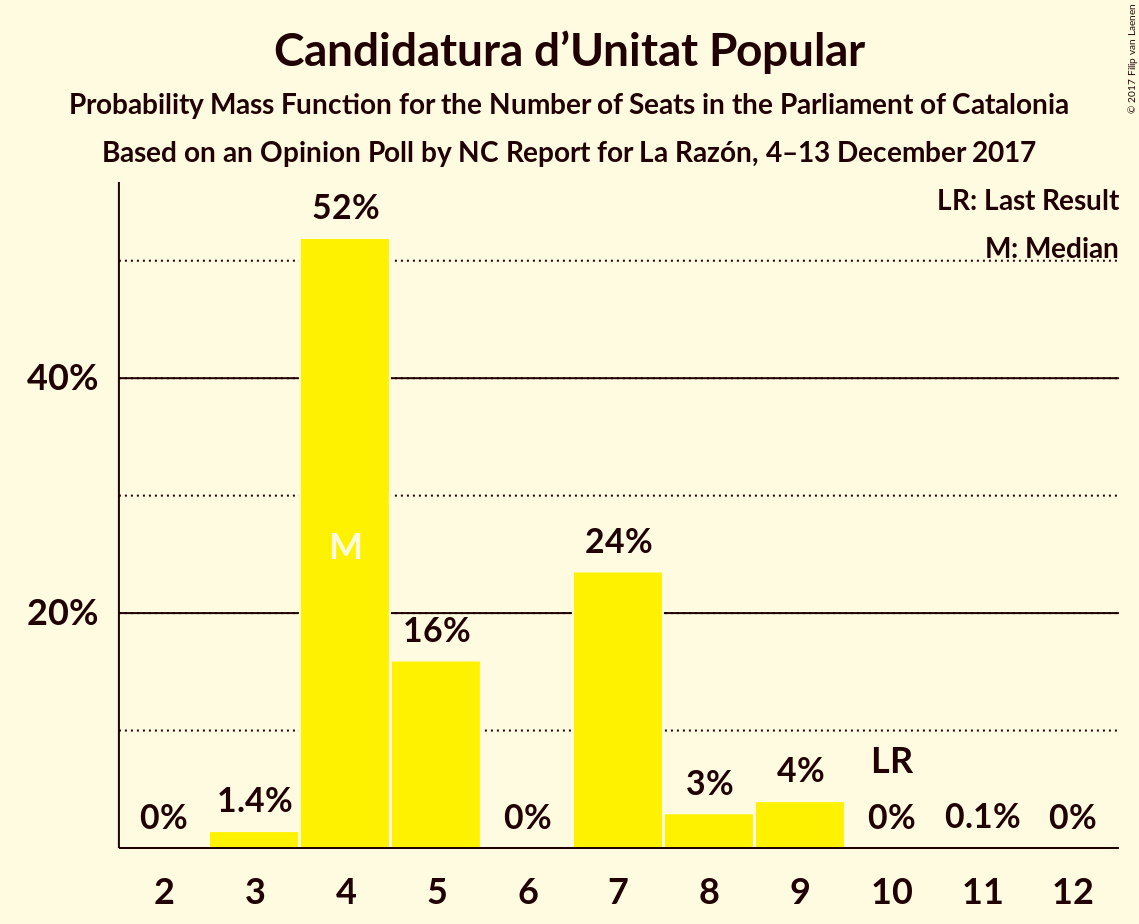 Candidatura d’Unitat Popular
Probability Mass Function for the Number of Seats in the Parliament of Catalonia
Based on an Opinion Poll by NC Report for La Razón, 4–13 December 2017
© 2017 Filip van Laenen
LR: Last Result
M: Median
52%
40%
M
24%
20%
16%
LR
4%
3%
1.4%
0%
0%
0%
0.1%
0%
2 3 4 5 6 7 8 9 10 11 12